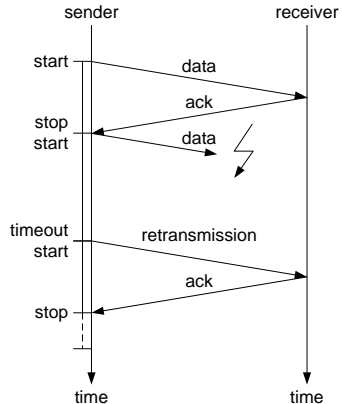 sender
receiver
start
data
ack
stop
start
data
timeout
start
retransmission
ack
stop
time
time